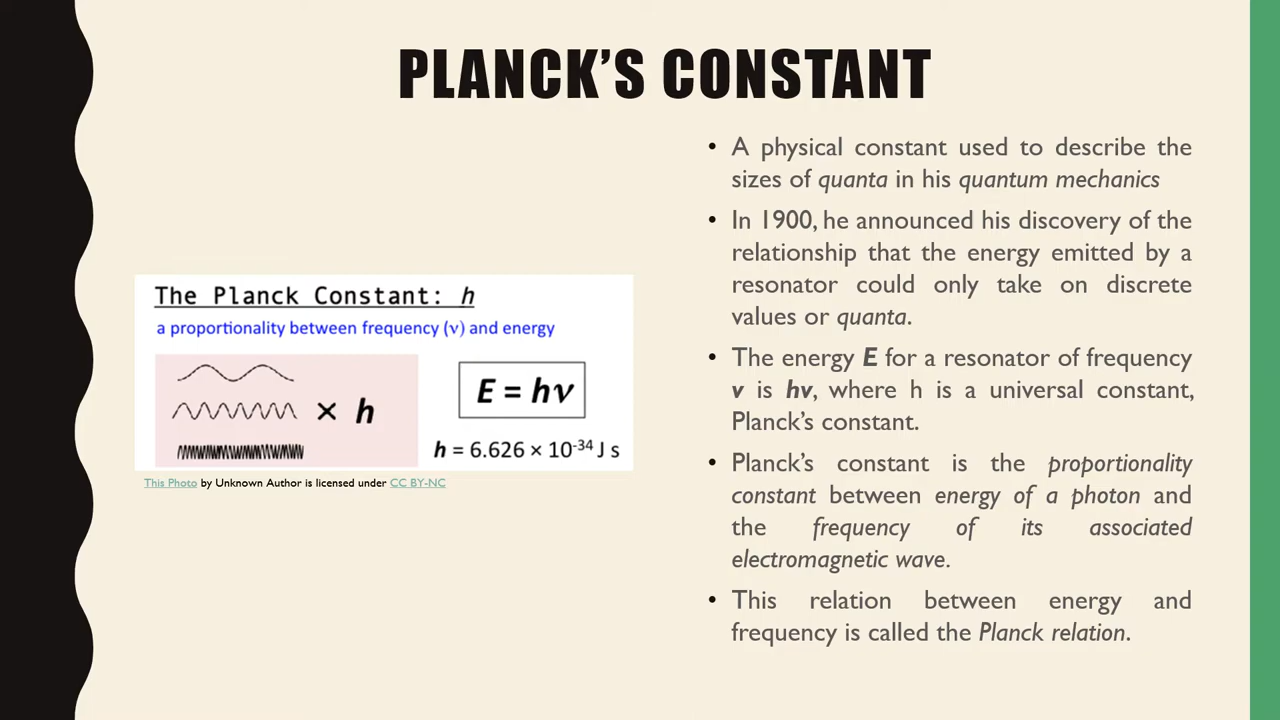 PLANCK’S CONSTANT
The Planck Constant: h
a proportionality between frequency (ν) and energy
× h
E = hν
h = 6.626 × 10-34 J s
This Photo by Unknown Author is licensed under CC BY-NC
• A physical constant used to describe the
sizes of quanta in his quantum mechanics
• In 1900, he announced his discovery of the
relationship that the energy emitted by a
resonator could only take on discrete
values or quanta.
• The energy E for a resonator of frequency
v is hv, where h is a universal constant,
Planck’s constant.
• Planck’s constant is the proportionality
constant between energy of a photon and
the frequency of its associated
electromagnetic wave.
• This relation between energy and
frequency is called the Planck relation.